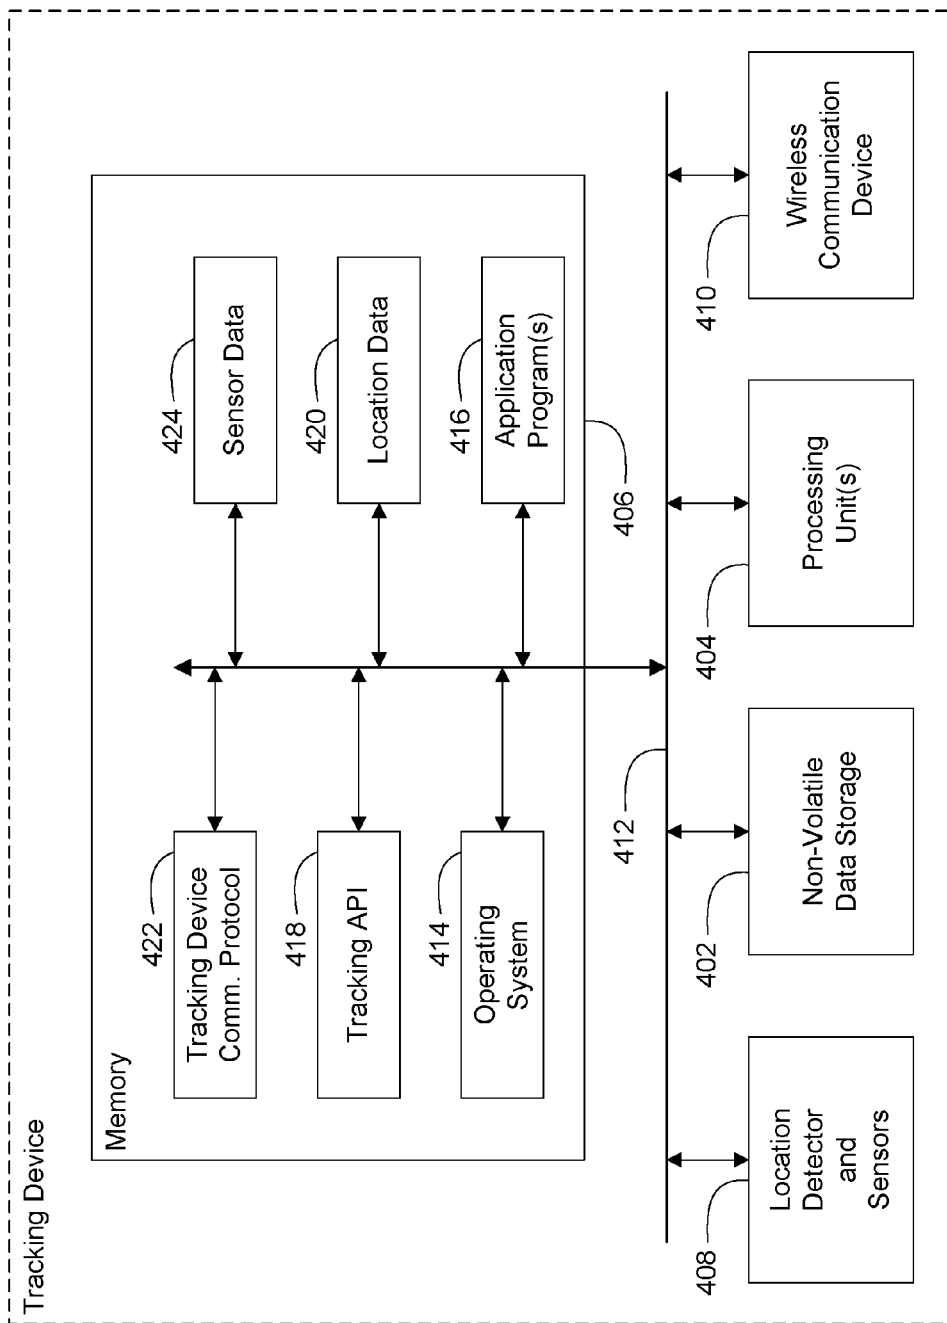 Tracking Device
Memory
422
Tracking Device
Comm. Protocol
424
Sensor Data
418
Tracking API
420
Location Data
414
Operating
System
416
Application
Program(s)
406
412
408
Location
Detector
and
Sensors
402
Non-Volatile
Data Storage
404
Processing
Unit(s)
410
Wireless
Communication
Device